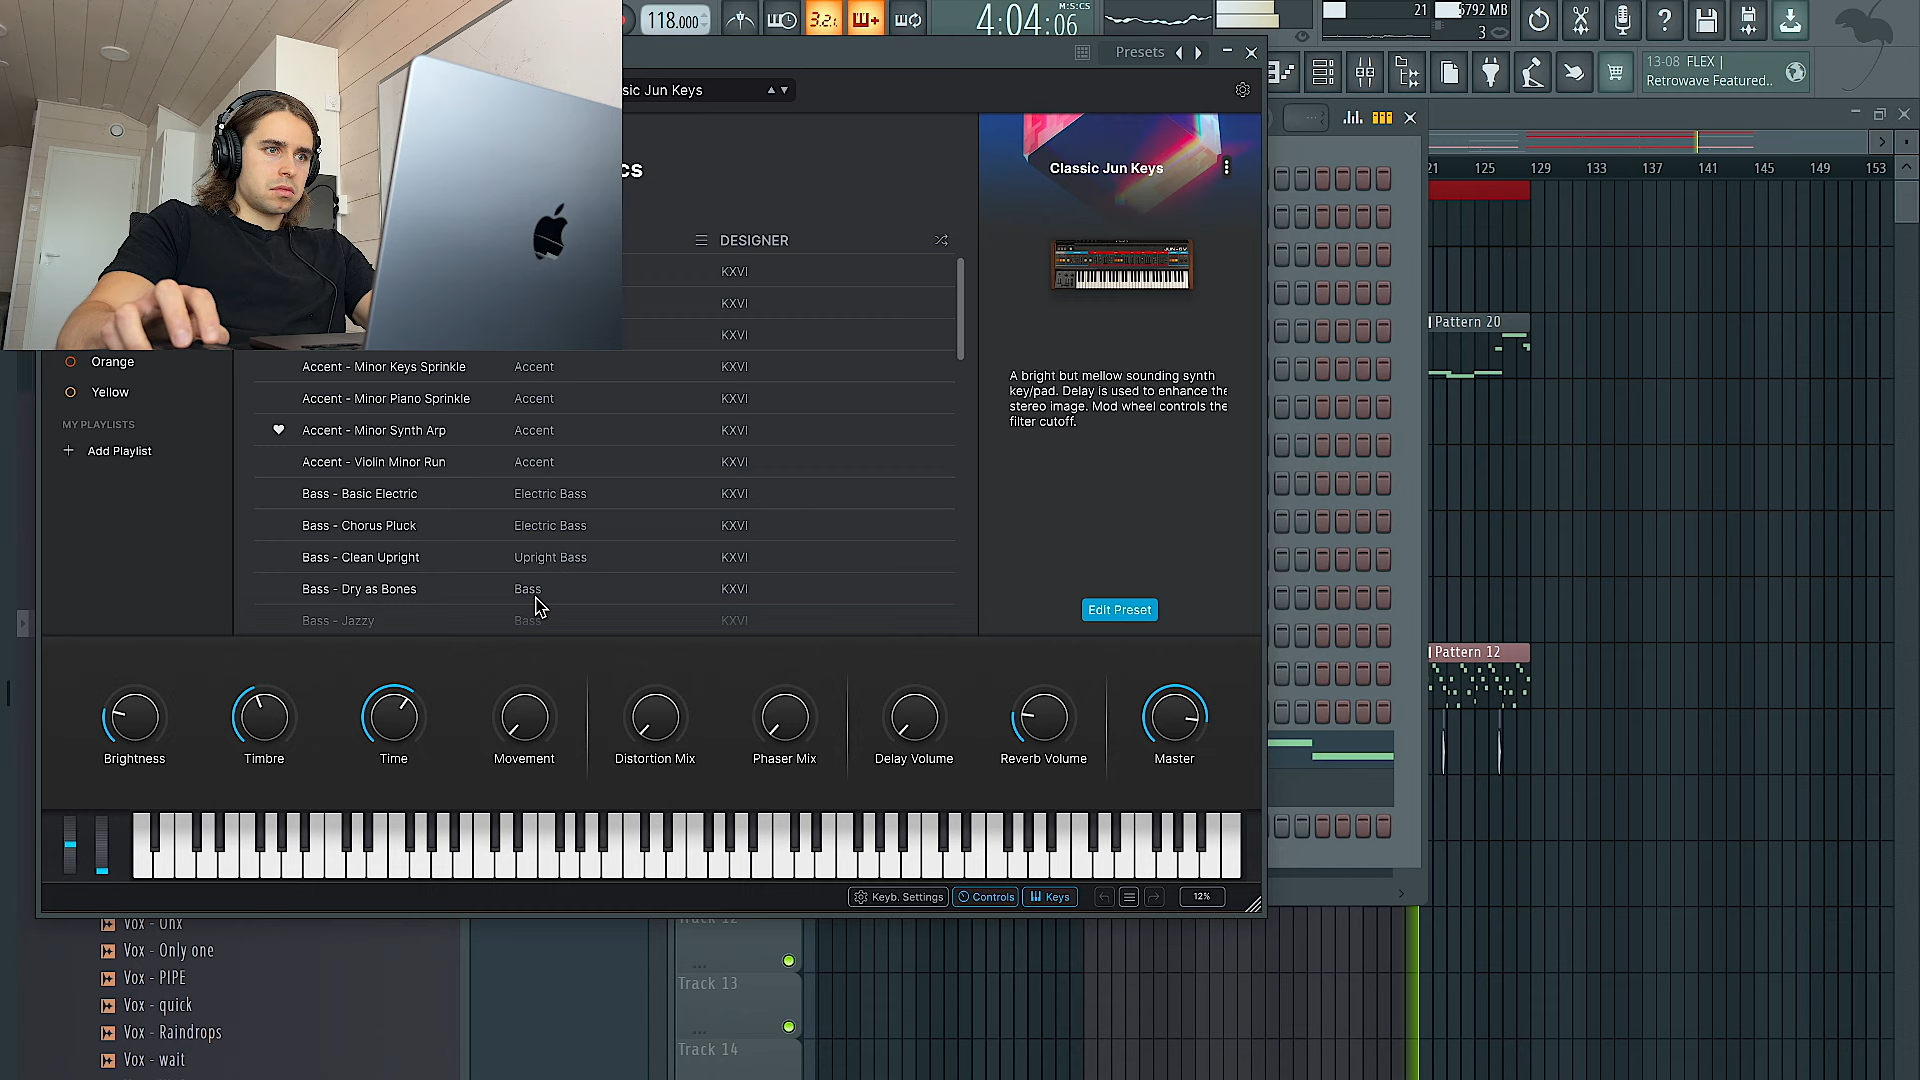 118.000
3.2.
4:04:06
M:S:CS
21
3
13-08 FLEX |
Retrowave Featured..
Presets
sic Jun Keys
cs
DESIGNER
KXVI
KXVI
KXVI
Accent - Minor Keys Sprinkle Accent KXVI
Accent - Minor Piano Sprinkle Accent KXVI
Accent - Minor Synth Arp Accent KXVI
Accent - Violin Minor Run Accent KXVI
Bass - Basic Electric Electric Bass KXVI
Bass - Chorus Pluck Electric Bass KXVI
Bass - Clean Upright Upright Bass KXVI
Bass - Dry as Bones Bass KXVI
Bass - Jazzy Bass KXVI
Orange
Yellow
MY PLAYLISTS
+ Add Playlist
Classic Jun Keys
JUN-6V
A bright but mellow sounding synth
key/pad. Delay is used to enhance the
stereo image. Mod wheel controls the
filter cutoff.
Edit Preset
125 129 133 137 141 145 149 153
Pattern 20
Pattern 12
Brightness Timbre Time Movement Distortion Mix Phaser Mix Delay Volume Reverb Volume Master
Keyb. Settings Controls Keys 12%
Vox - Onx
Vox - Only one
Vox - PIPE
Vox - quick
Vox - Raindrops
Vox - wait
Track 12
Track 13
Track 14